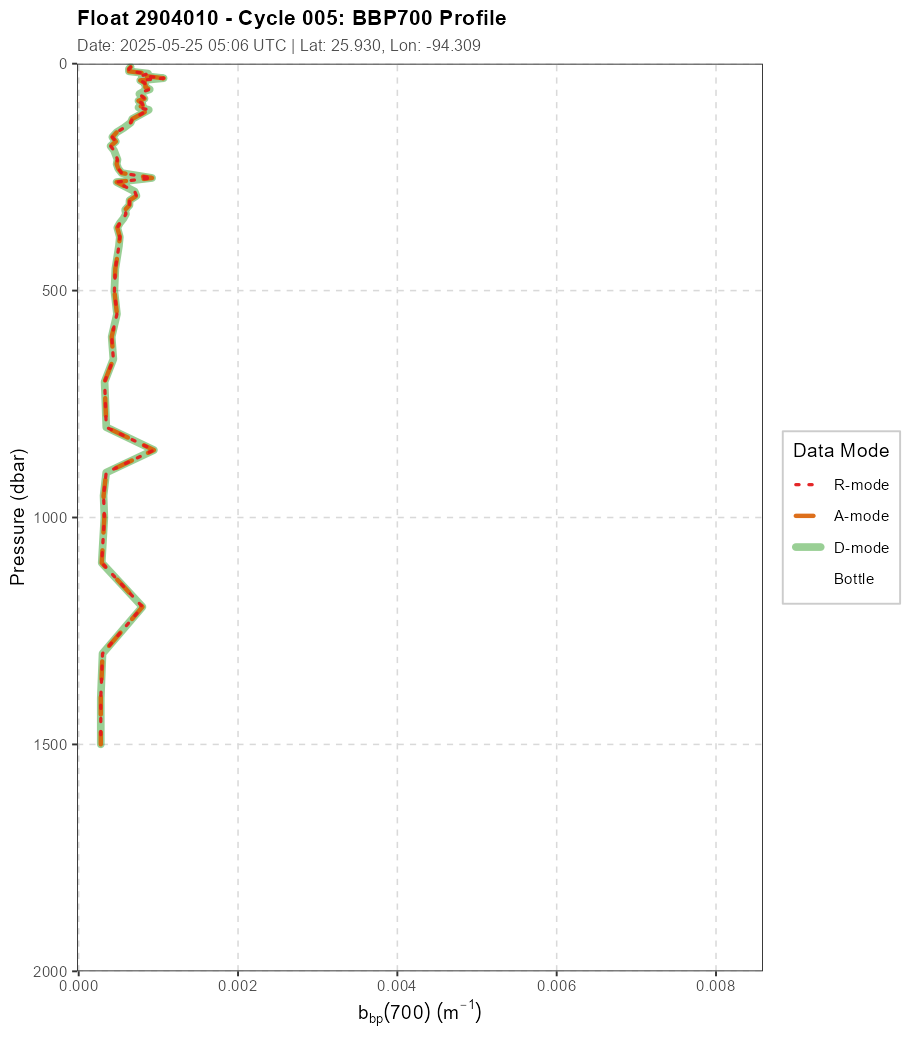 Float 2904010 - Cycle 005: BBP700 Profile
Date: 2025-05-25 05:06 UTC | Lat: 25.930, Lon: -94.309
0
500
1000
1500
2000
Pressure (dbar)
0.000
0.002
0.004
0.006
0.008
b_bp(700) (m⁻¹)
Data Mode
R-mode
A-mode
D-mode
Bottle